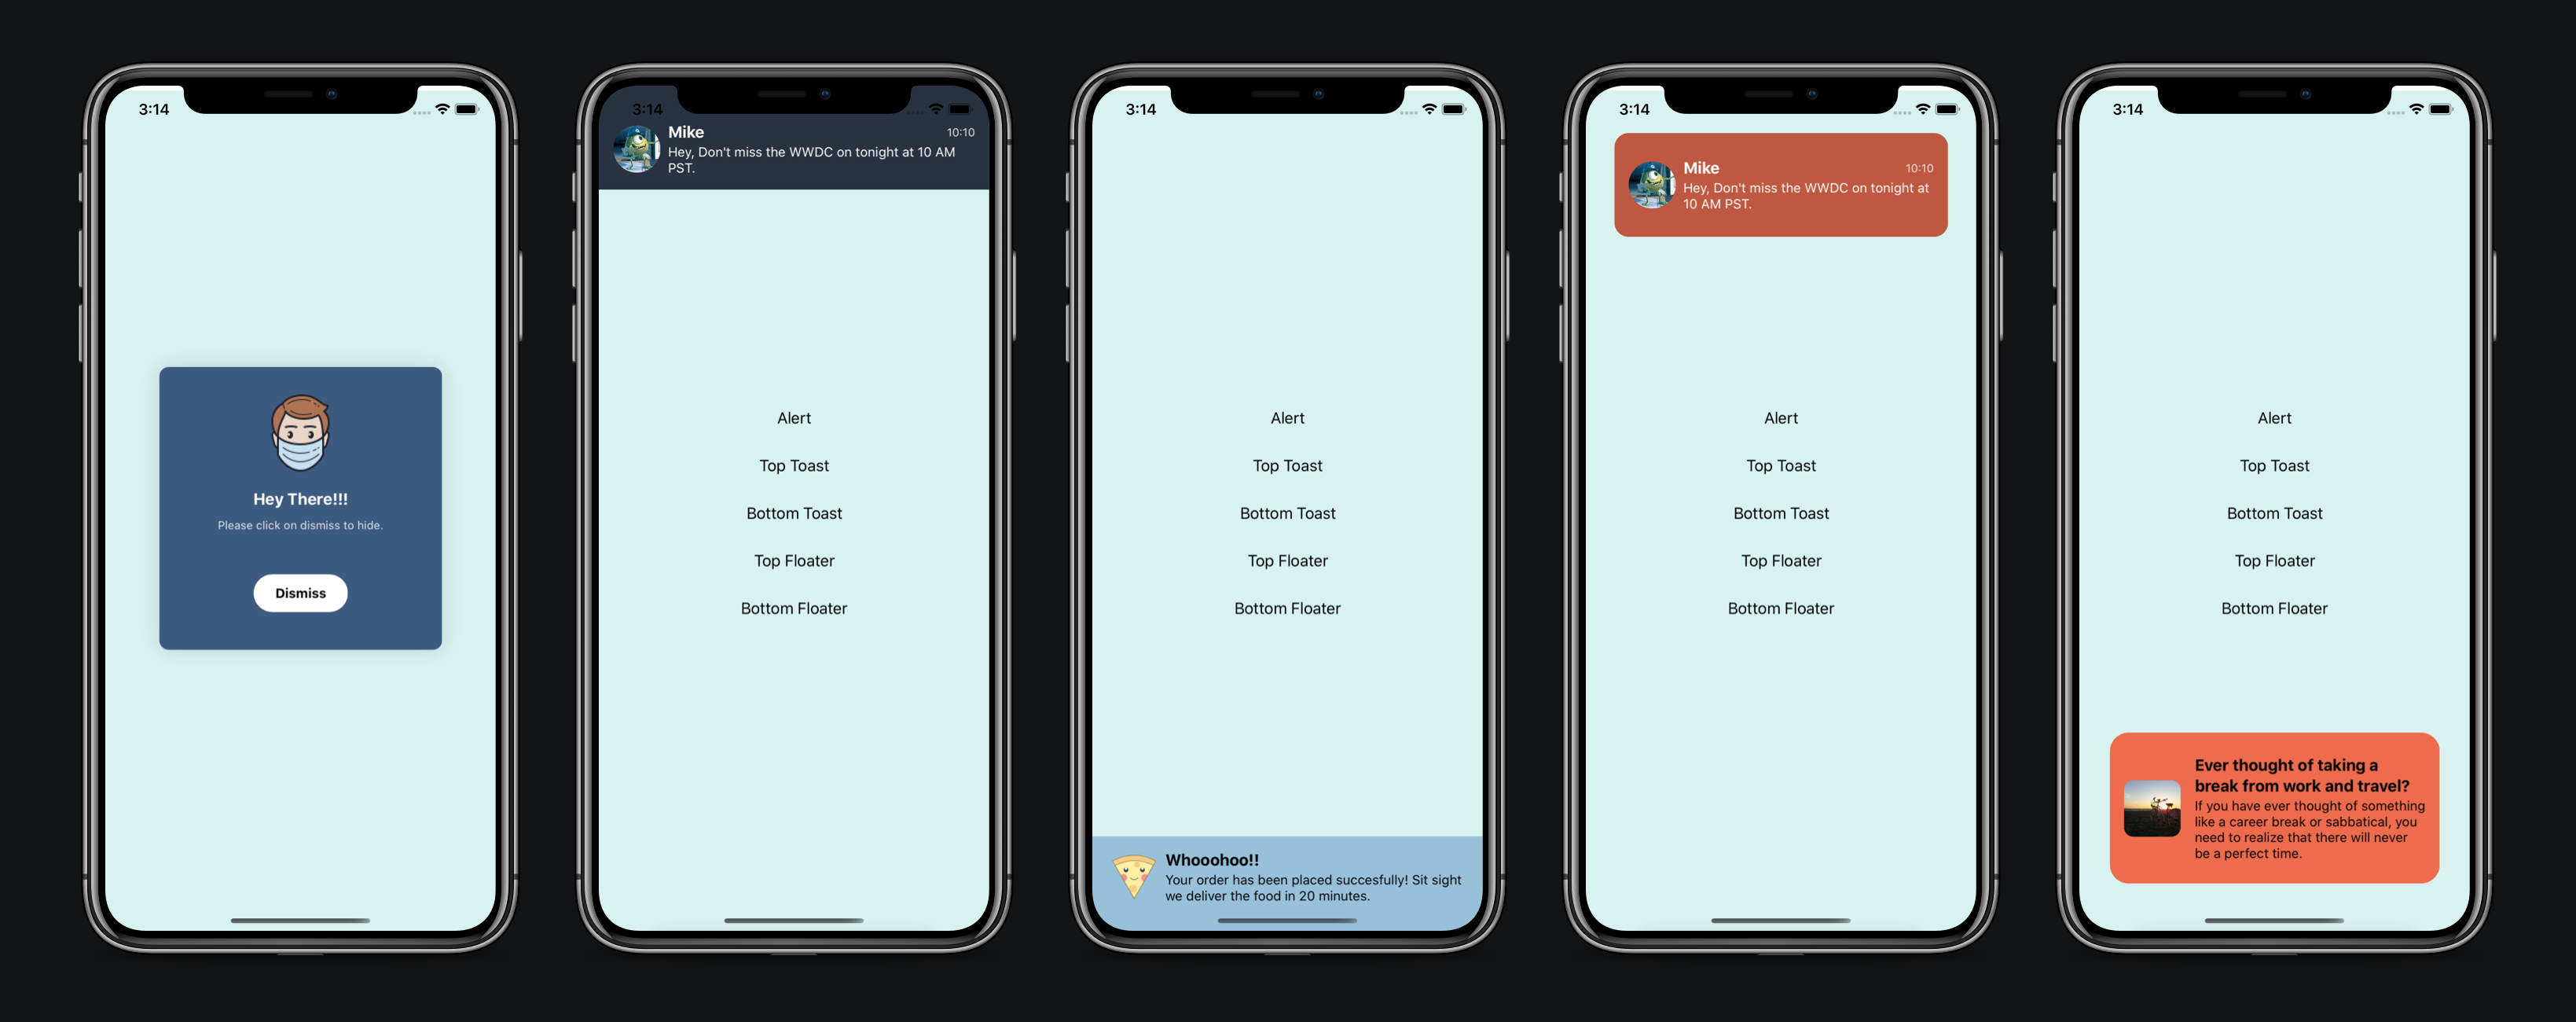 3:14
Hey There!!!
Please click on dismiss to hide.
Dismiss
3:14
Mike
10:10
Hey, Don't miss the WWDC on tonight at 10 AM
PST.
Alert
Top Toast
Bottom Toast
Top Floater
Bottom Floater
3:14
Alert
Top Toast
Bottom Toast
Top Floater
Bottom Floater
Whooohoo!!
Your order has been placed succesfully! Sit sight
we deliver the food in 20 minutes.
3:14
Mike
10:10
Hey, Don't miss the WWDC on tonight at
10 AM PST.
Alert
Top Toast
Bottom Toast
Top Floater
Bottom Floater
3:14
Alert
Top Toast
Bottom Toast
Top Floater
Bottom Floater
Ever thought of taking a
break from work and travel?
If you have ever thought of something
like a career break or sabbatical, you
need to realize that there will never
be a perfect time.